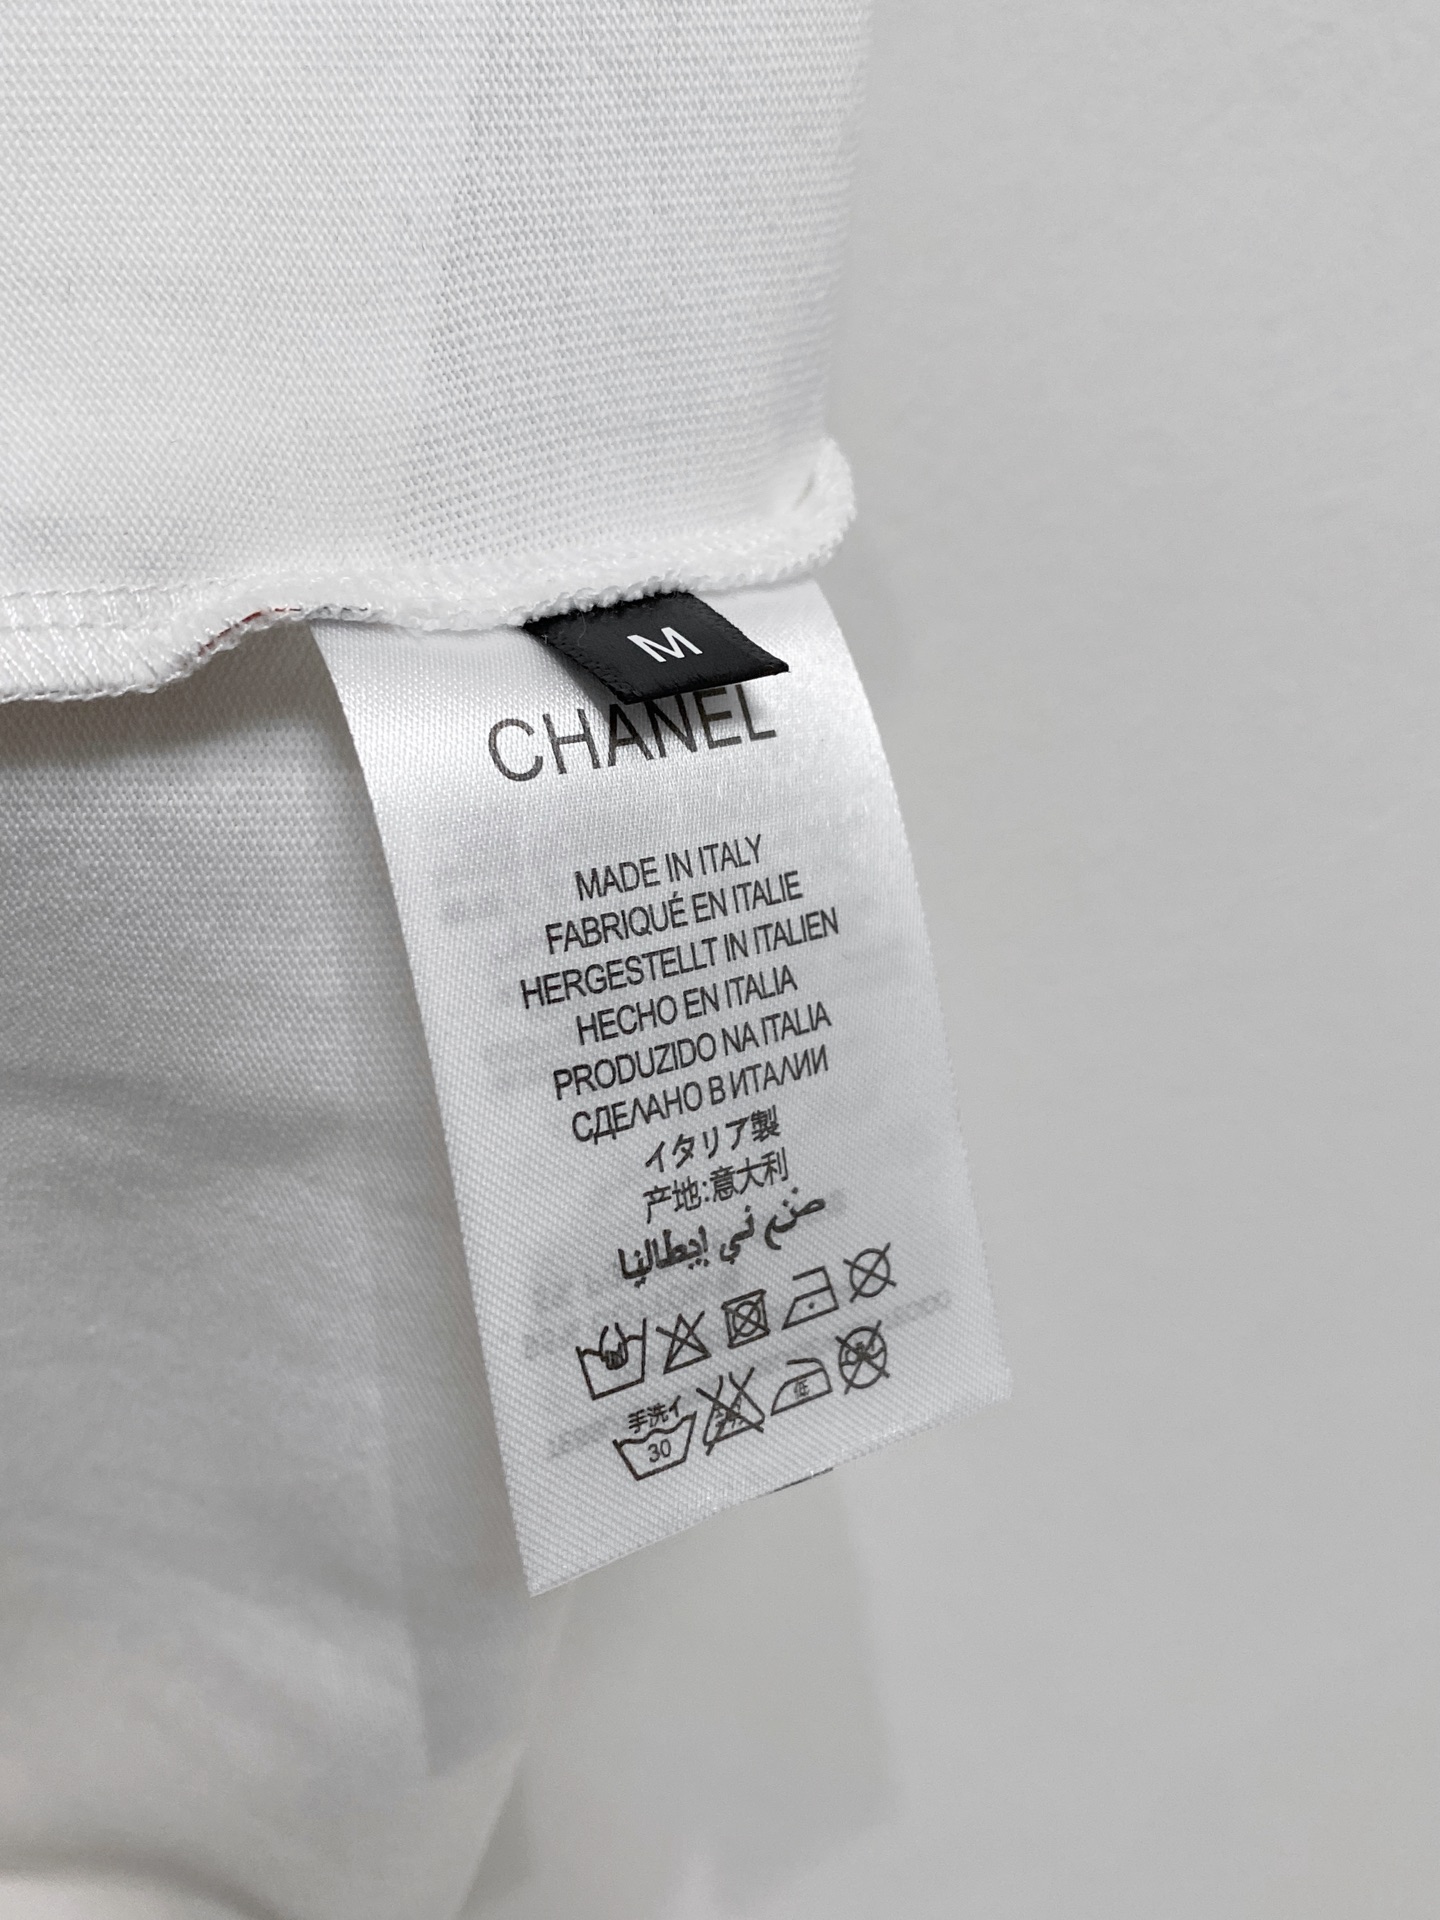 M
CHANEL
MADE IN ITALY
FABRIQUÉ EN ITALIE
HERGESTELLT IN ITALIEN
HECHO EN ITALIA
PRODUZIDO NA ITALIA
СДЕЛАНО В ИТАЛИИ
イタリア製
产地:意大利
صنع في إيطاليا
手洗イ
30
低